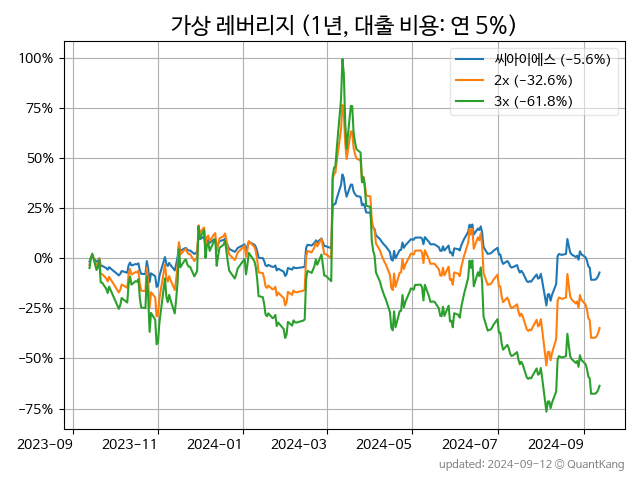 가상 레버리지 (1년, 대출 비용: 연 5%)
씨아이에스 (−5.6%)
2x (−32.6%)
3x (−61.8%)
100%
75%
50%
25%
0%
−25%
−50%
−75%
2023-09 2023-11 2024-01 2024-03 2024-05 2024-07 2024-09
updated: 2024-09-12 © QuantKang